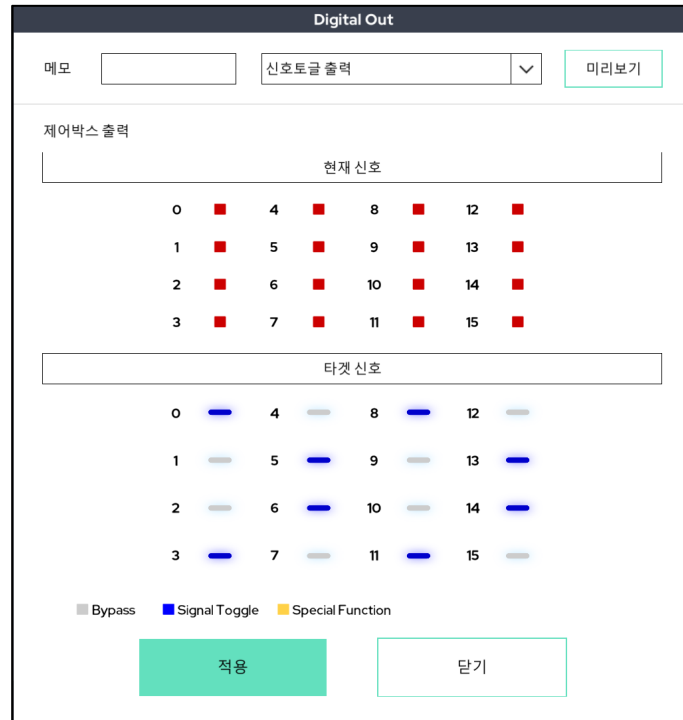 Digital Out
메모 신호토글 출력 미리보기
제어박스 출력
현재 신호
0 4 8 12
1 5 9 13
2 6 10 14
3 7 11 15
타겟 신호
0 4 8 12
1 5 9 13
2 6 10 14
3 7 11 15
Bypass Signal Toggle Special Function
적용 닫기